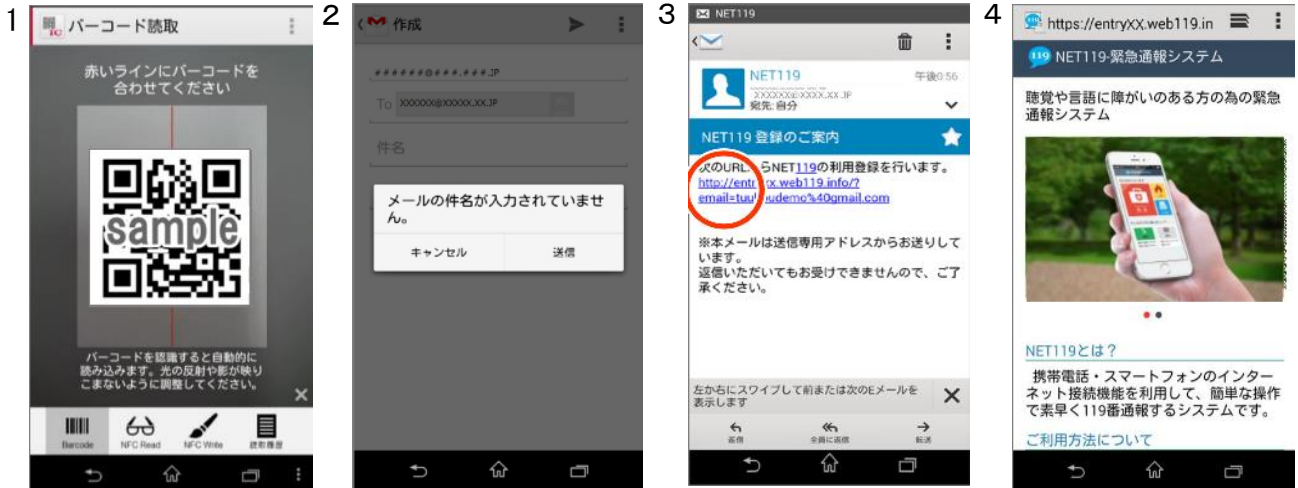 1
バーコード読取
赤いラインにバーコードを
合わせてください
sample
バーコードを認識すると自動的に
読み込みます。光の反射や影が映り
こまないように調整してください。
Barcode
NFC Read
NFC Write
読取履歴
2
作成
######@###.###.JP
To XXXXXX@XXXXX.XX.JP
件名
メールの件名が入力されていませ
ん。
キャンセル
送信
3
NET119
NET119
午後0:56
XXXXXX@XXXX.XX.JP
宛先: 自分
NET119 登録のご案内
次のURL らNET119の利用登録を行います。
http://entr x.web119.info/?
email=tuu udemo%40gmail.com
※本メールは送信専用アドレスからお送りして
います。
返信いただいてもお受けできませんので、ご了
承ください。
左か右にスワイプして前または次のEメールを
表示します
返信
全員に返信
転送
4
https://entryXX.web119.in
119 NET119-緊急通報システム
聴覚や言語に障がいのある方の為の緊急
通報システム
NET119とは？
携帯電話・スマートフォンのインター
ネット接続機能を利用して、簡単な操作
で素早く119番通報するシステムです。
ご利用方法について